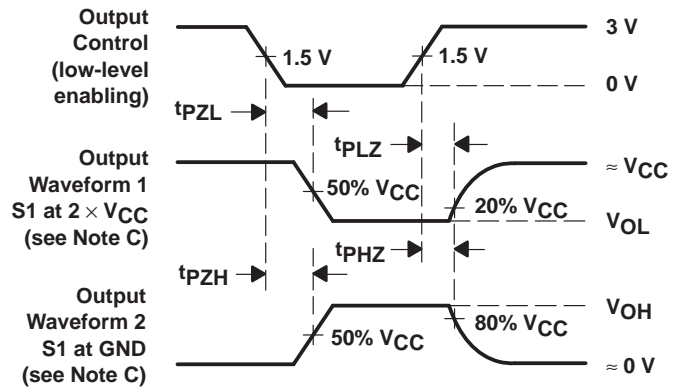 Output
Control
(low-level
enabling)
1.5 V
1.5 V
3 V
0 V
tPZL
tPLZ
Output
Waveform 1
S1 at 2 × VCC
(see Note C)
50% VCC
20% VCC
≈ VCC
VOL
tPZH
tPHZ
Output
Waveform 2
S1 at GND
(see Note C)
50% VCC
80% VCC
VOH
≈ 0 V